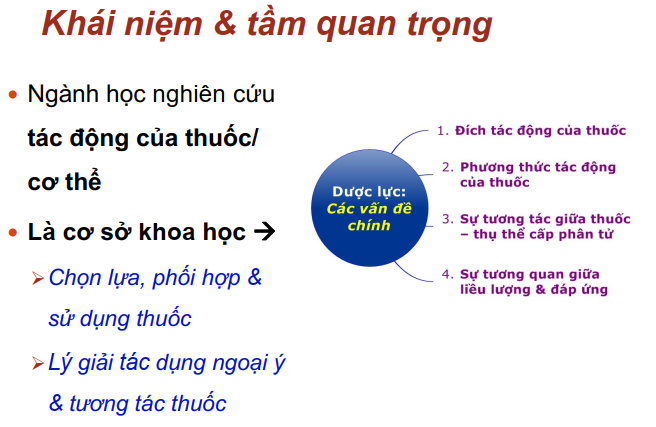 Khái niệm & tầm quan trọng
• Ngành học nghiên cứu
tác động của thuốc/
cơ thể
• Là cơ sở khoa học →
➢ Chọn lựa, phối hợp &
sử dụng thuốc
➢ Lý giải tác dụng ngoại ý
& tương tác thuốc
Dược lực:
Các vấn đề
chính
1. Đích tác động của thuốc
2. Phương thức tác động
của thuốc
3. Sự tương tác giữa thuốc
– thụ thể cấp phân tử
4. Sự tương quan giữa
liều lượng & đáp ứng